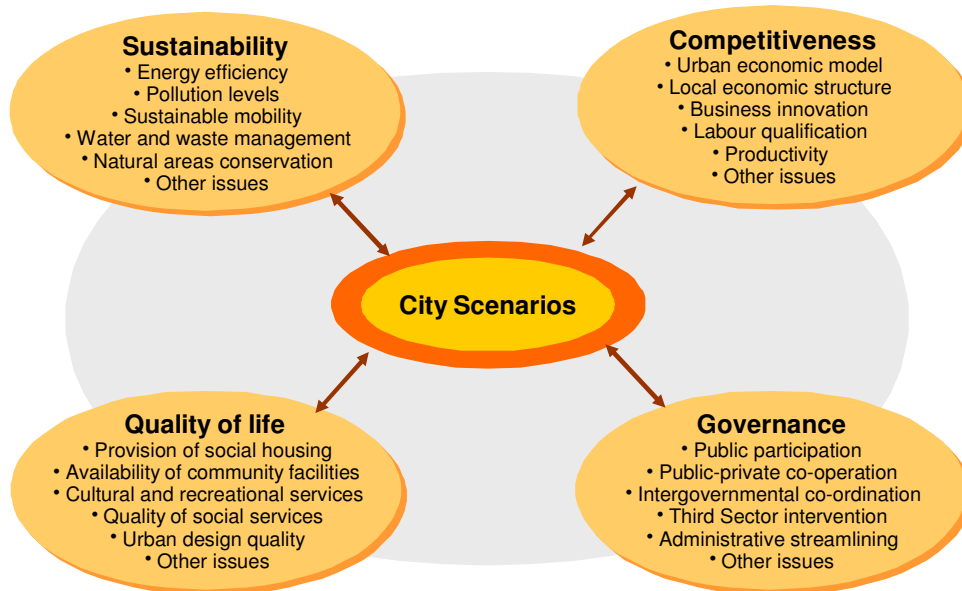 Sustainability
• Energy efficiency
• Pollution levels
• Sustainable mobility
• Water and waste management
• Natural areas conservation
• Other issues
Competitiveness
• Urban economic model
• Local economic structure
• Business innovation
• Labour qualification
• Productivity
• Other issues
City Scenarios
Quality of life
• Provision of social housing
• Availability of community facilities
• Cultural and recreational services
• Quality of social services
• Urban design quality
• Other issues
Governance
• Public participation
• Public-private co-operation
• Intergovernmental co-ordination
• Third Sector intervention
• Administrative streamlining
• Other issues